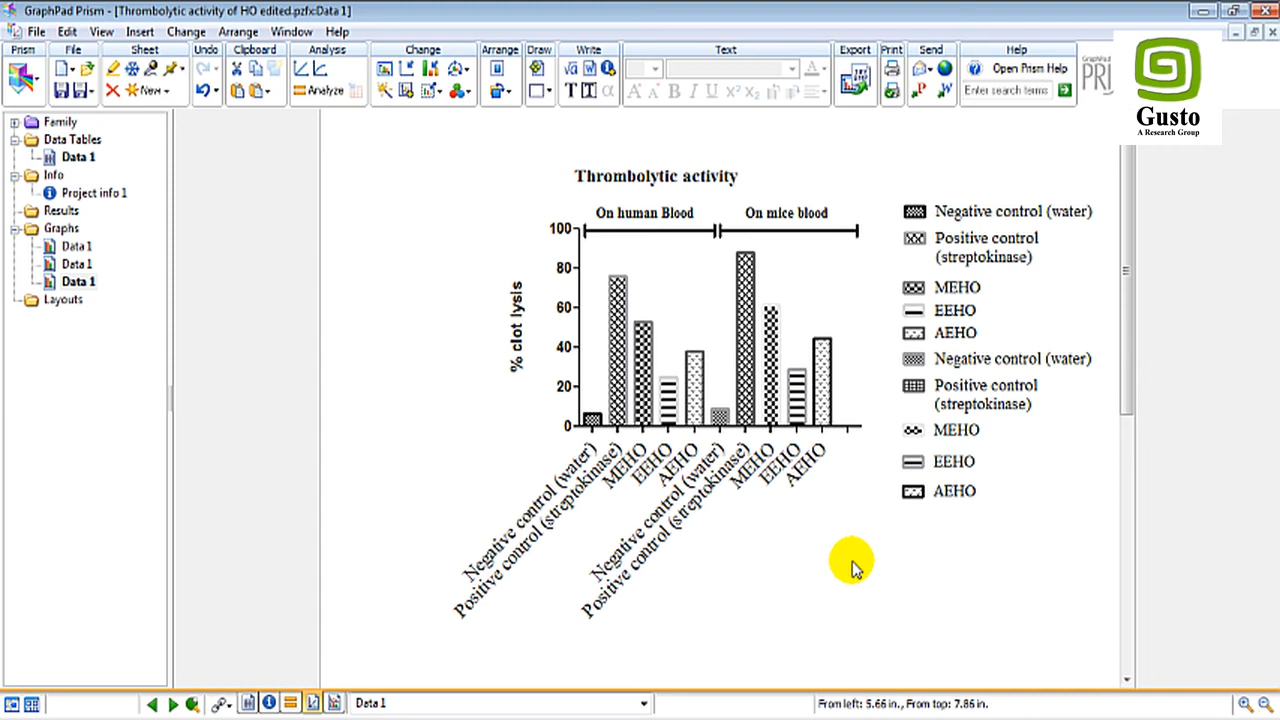 GraphPad Prism - [Thrombolytic activity of HO edited.pzfx:Data 1]
File Edit View Insert Change Arrange Window Help
Prism File Sheet Undo Clipboard Analysis Change Arrange Draw Write Text Export Print Send Help
Open Prism Help
New
Analyze
Enter search terms
GraphPad
PRI
Gusto
A Research Group
Family
Data Tables
Data 1
Info
Project info 1
Results
Graphs
Data 1
Data 1
Data 1
Layouts
Thrombolytic activity
On human Blood On mice blood
100
80
60
40
20
0
% clot lysis
Negative control (water)
Positive control (streptokinase)
MEHO
EEHO
AEHO
Negative control (water)
Positive control (streptokinase)
MEHO
EEHO
AEHO
Negative control (water)
Positive control
(streptokinase)
MEHO
EEHO
AEHO
Negative control (water)
Positive control
(streptokinase)
MEHO
EEHO
AEHO
Data 1
From left: 5.66 in., From top: 7.86 in.